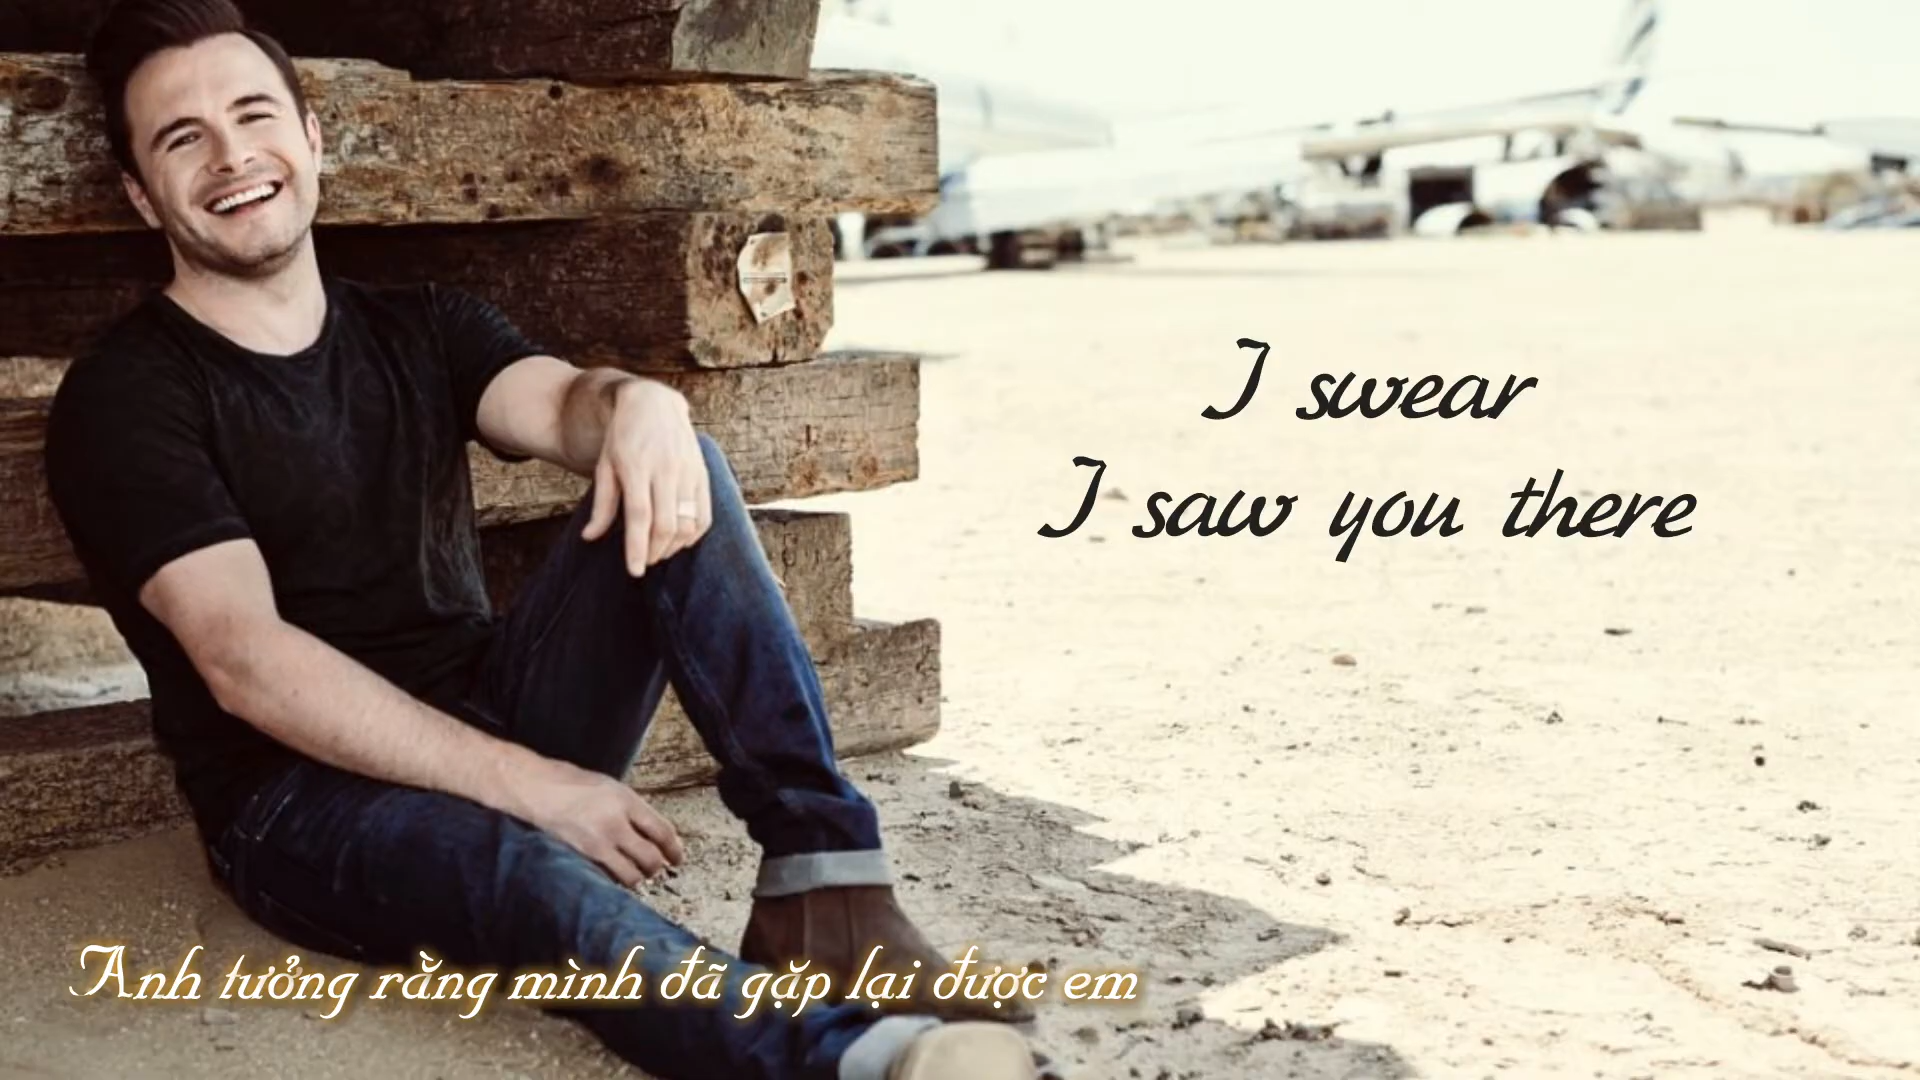 I swear
I saw you there
Anh tưởng rằng mình đã gặp lại được em